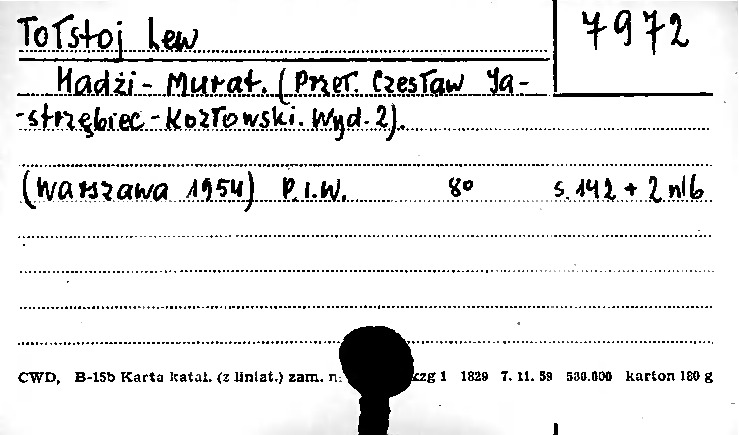 Tołstoj Lew
7972
Hadżi - Murat. (Przeł. Czesław Ja-
-strzębiec - Kozłowski. Wyd. 2).
(Warszawa 1954) P.I.W. 8° s. 142 + 2 nlb
CWD, B-15b Karta katal. (z liniat.) zam. n. kzg 1 1829 7. 11. 59 530.000 karton 180 g